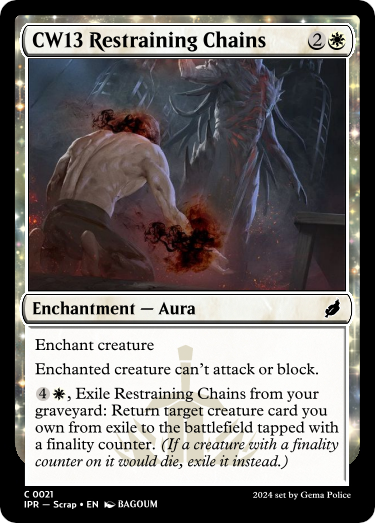 CW13 Restraining Chains 2
Enchantment — Aura
Enchant creature
Enchanted creature can't attack or block.
4, Exile Restraining Chains from your
graveyard: Return target creature card you
own from exile to the battlefield tapped with
a finality counter. (If a creature with a finality
counter on it would die, exile it instead.)
C 0021
IPR — Scrap • EN BAGOUM
2024 set by Gema Police